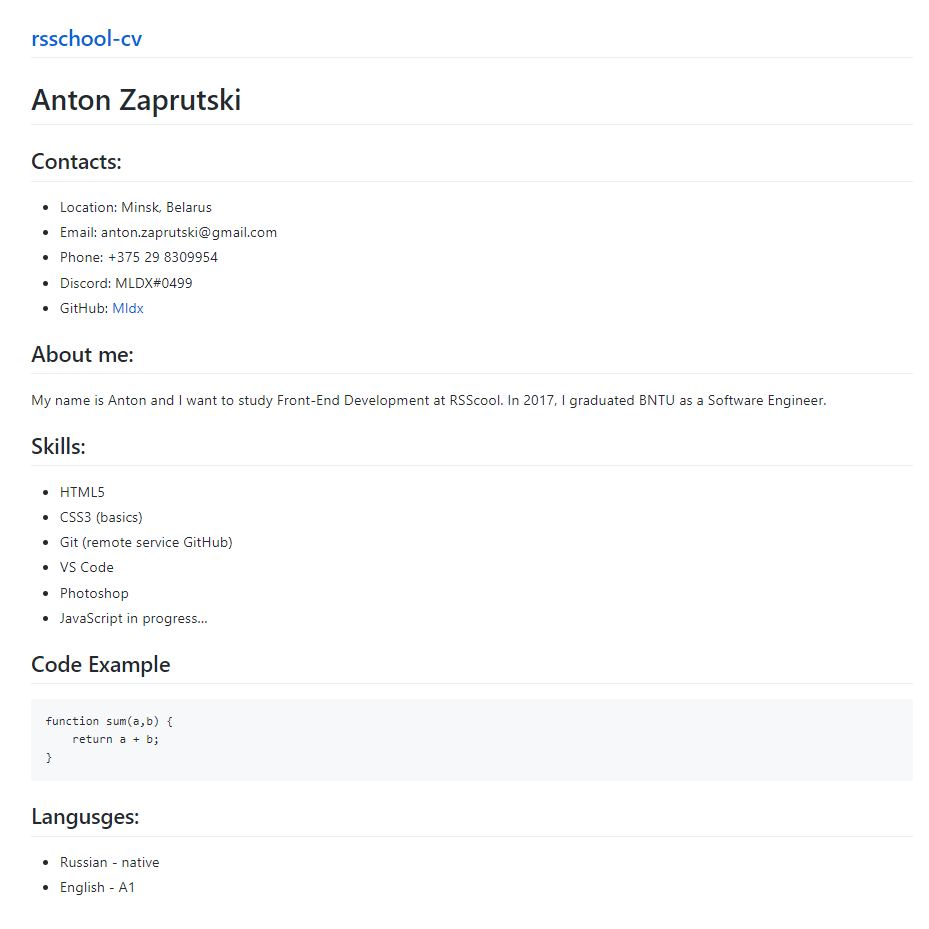 rsschool-cv
Anton Zaprutski
Contacts:
Location: Minsk, Belarus
Email: anton.zaprutski@gmail.com
Phone: +375 29 8309954
Discord: MLDX#0499
GitHub: Mldx
About me:
My name is Anton and I want to study Front-End Development at RSScool. In 2017, I graduated BNTU as a Software Engineer.
Skills:
HTML5
CSS3 (basics)
Git (remote service GitHub)
VS Code
Photoshop
JavaScript in progress...
Code Example
function sum(a,b) {
    return a + b;
}
Langusges:
Russian - native
English - A1